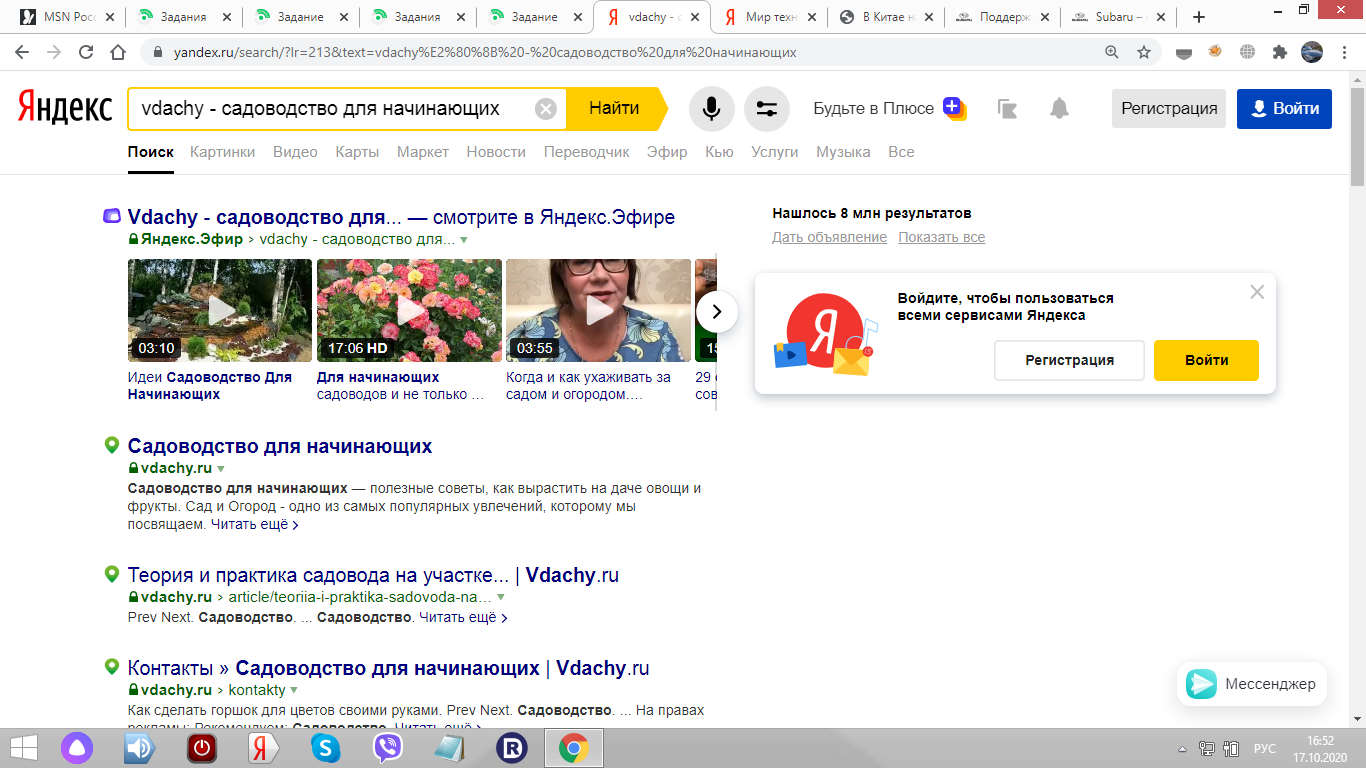 MSN Росс
Задания
Задание
Задания
Задание
vdachy - с
Мир техн
В Китае н
Поддерж
Subaru –
yandex.ru/search/?lr=213&text=vdachy%E2%80%8B%20-%20садоводство%20для%20начинающих
Яндекс
vdachy - садоводство для начинающих
Найти
Будьте в Плюсе
Регистрация
Войти
Поиск Картинки Видео Карты Маркет Новости Переводчик Эфир Кью Услуги Музыка Все
Vdachy - садоводство для... — смотрите в Яндекс.Эфире
Яндекс.Эфир › vdachy - садоводство для...
03:10
17:06 HD
03:55
15
Идеи Садоводство Для
Начинающих
Для начинающих
садоводов и не только ...
Когда и как ухаживать за
садом и огородом....
29
сов
Садоводство для начинающих
vdachy.ru
Садоводство для начинающих — полезные советы, как вырастить на даче овощи и
фрукты. Сад и Огород - одно из самых популярных увлечений, которому мы
посвящаем. Читать ещё >
Теория и практика садовода на участке... | Vdachy.ru
vdachy.ru › article/teoriia-i-praktika-sadovoda-na...
Prev Next. Садоводство. ... Садоводство. Читать ещё >
Контакты » Садоводство для начинающих | Vdachy.ru
vdachy.ru › kontakty
Как сделать горшок для цветов своими руками. Prev Next. Садоводство. ... На правах
рекламы: Рекомендуем: Садоводство. Читать ещё >
Нашлось 8 млн результатов
Дать объявление Показать все
Войдите, чтобы пользоваться
всеми сервисами Яндекса
Регистрация
Войти
Мессенджер
РУС
16:52
17.10.2020